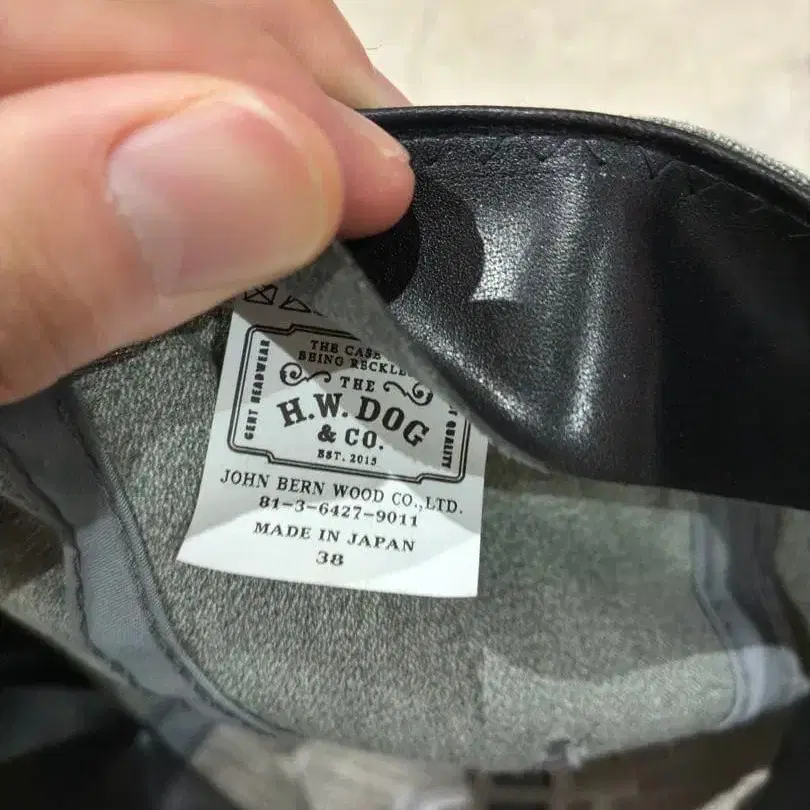 THE CASE
BEING RECKLE
THE
H.W. DOG
& CO.
EST. 2015
GENT HEADWEAR
QUALITY
JOHN BERN WOOD CO.,LTD.
81-3-6427-9011
MADE IN JAPAN
38